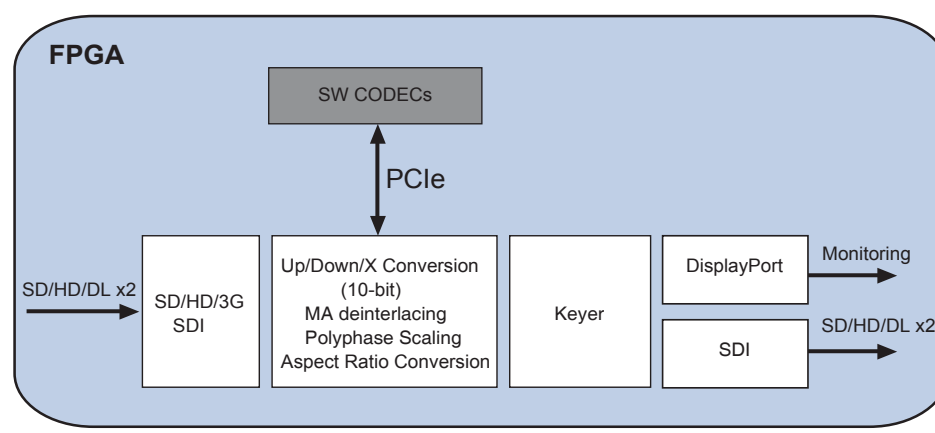 FPGA
SW CODECs
PCIe
SD/HD/DL x2
SD/HD/3G
SDI
Up/Down/X Conversion
(10-bit)
MA deinterlacing
Polyphase Scaling
Aspect Ratio Conversion
Keyer
DisplayPort
Monitoring
SDI
SD/HD/DL x2